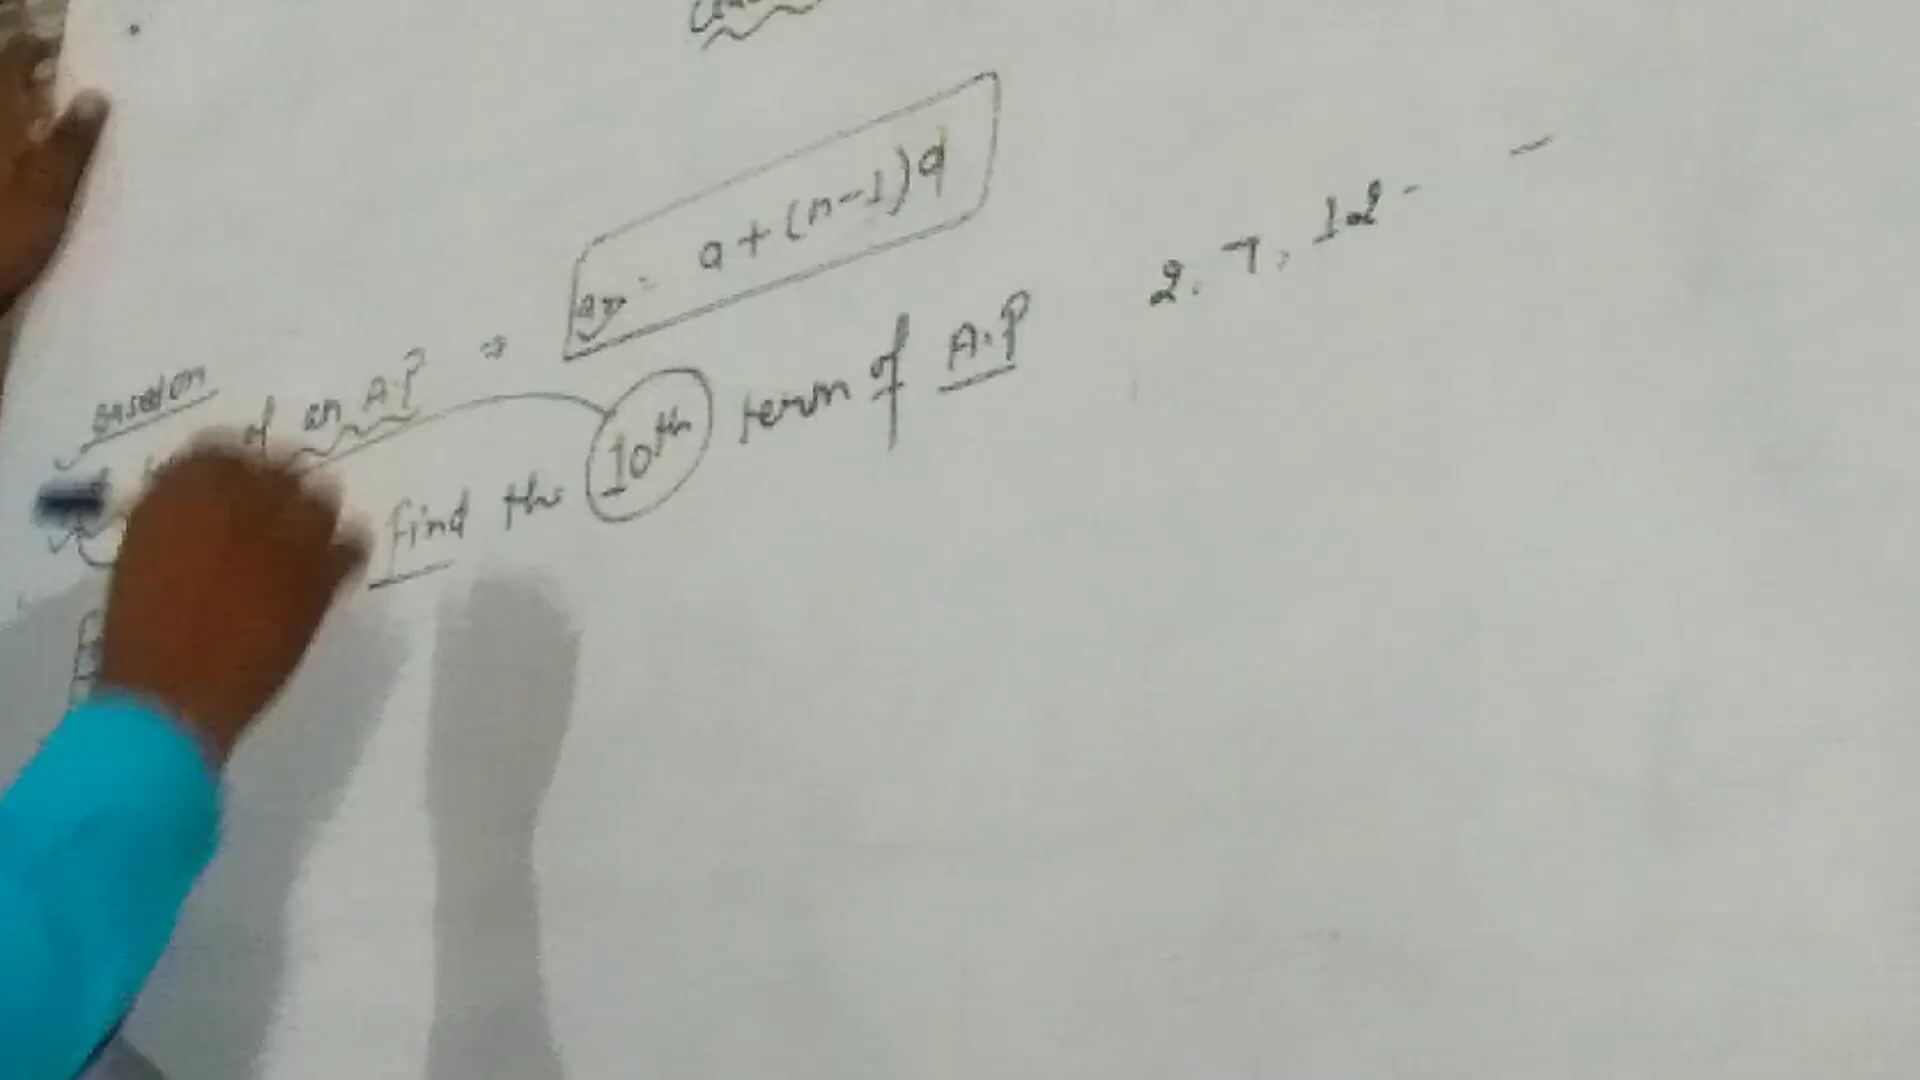 an = a + (n-1)d
Based on
of an A.P ⇒
find the 10th term of A.P 2, 7, 12 - -